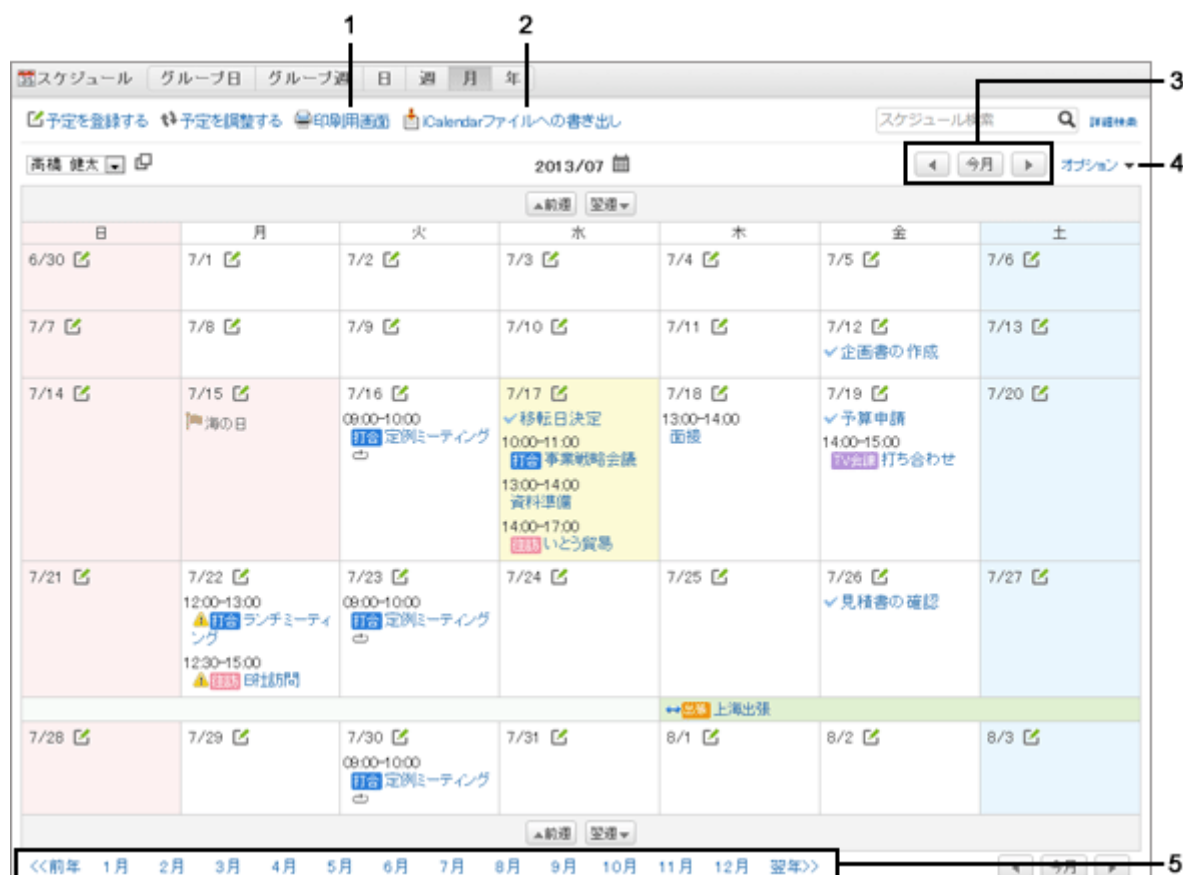 1 2
スケジュール グループ日 グループ週 日 週 月 年
3
予定を登録する 予定を調整する 印刷用画面 iCalendarファイルへの書き出し スケジュール検索 詳細検索
高橋 健太 2013/07 今月 オプション 4
前週 翌週
日 月 火 水 木 金 土
6/30 7/1 7/2 7/3 7/4 7/5 7/6
7/7 7/8 7/9 7/10 7/11 7/12 7/13
企画書の作成
7/14 7/15 7/16 7/17 7/18 7/19 7/20
海の日 09:00-10:00 移転日決定 13:00-14:00 予算申請
打合 定例ミーティング 10:00-11:00 面接 14:00-15:00
打合 事業戦略会議 TV会議 打ち合わせ
13:00-14:00
資料準備
14:00-17:00
往訪 いとう貿易
7/21 7/22 7/23 7/24 7/25 7/26 7/27
12:00-13:00 09:00-10:00 見積書の確認
打合 ランチミーティ 打合 定例ミーティング
ング
12:30-15:00
往訪 B社訪問
出張 上海出張
7/28 7/29 7/30 7/31 8/1 8/2 8/3
09:00-10:00
打合 定例ミーティング
前週 翌週
<<前年 1月 2月 3月 4月 5月 6月 7月 8月 9月 10月 11月 12月 翌年>> 今月 5